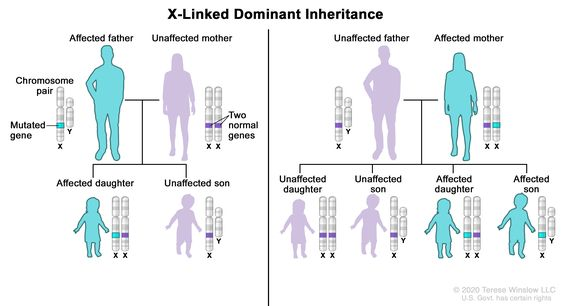 X-Linked Dominant Inheritance
Affected father
Unaffected mother
Chromosome
pair
Mutated
gene
Y
X
Two
normal
genes
X X
Affected daughter
Unaffected son
X X
Y
X
Unaffected father
Affected mother
Y
X
X X
Unaffected
daughter
Unaffected
son
Affected
daughter
Affected
son
X X
Y
X
X X
Y
X
© 2020 Terese Winslow LLC
U.S. Govt. has certain rights